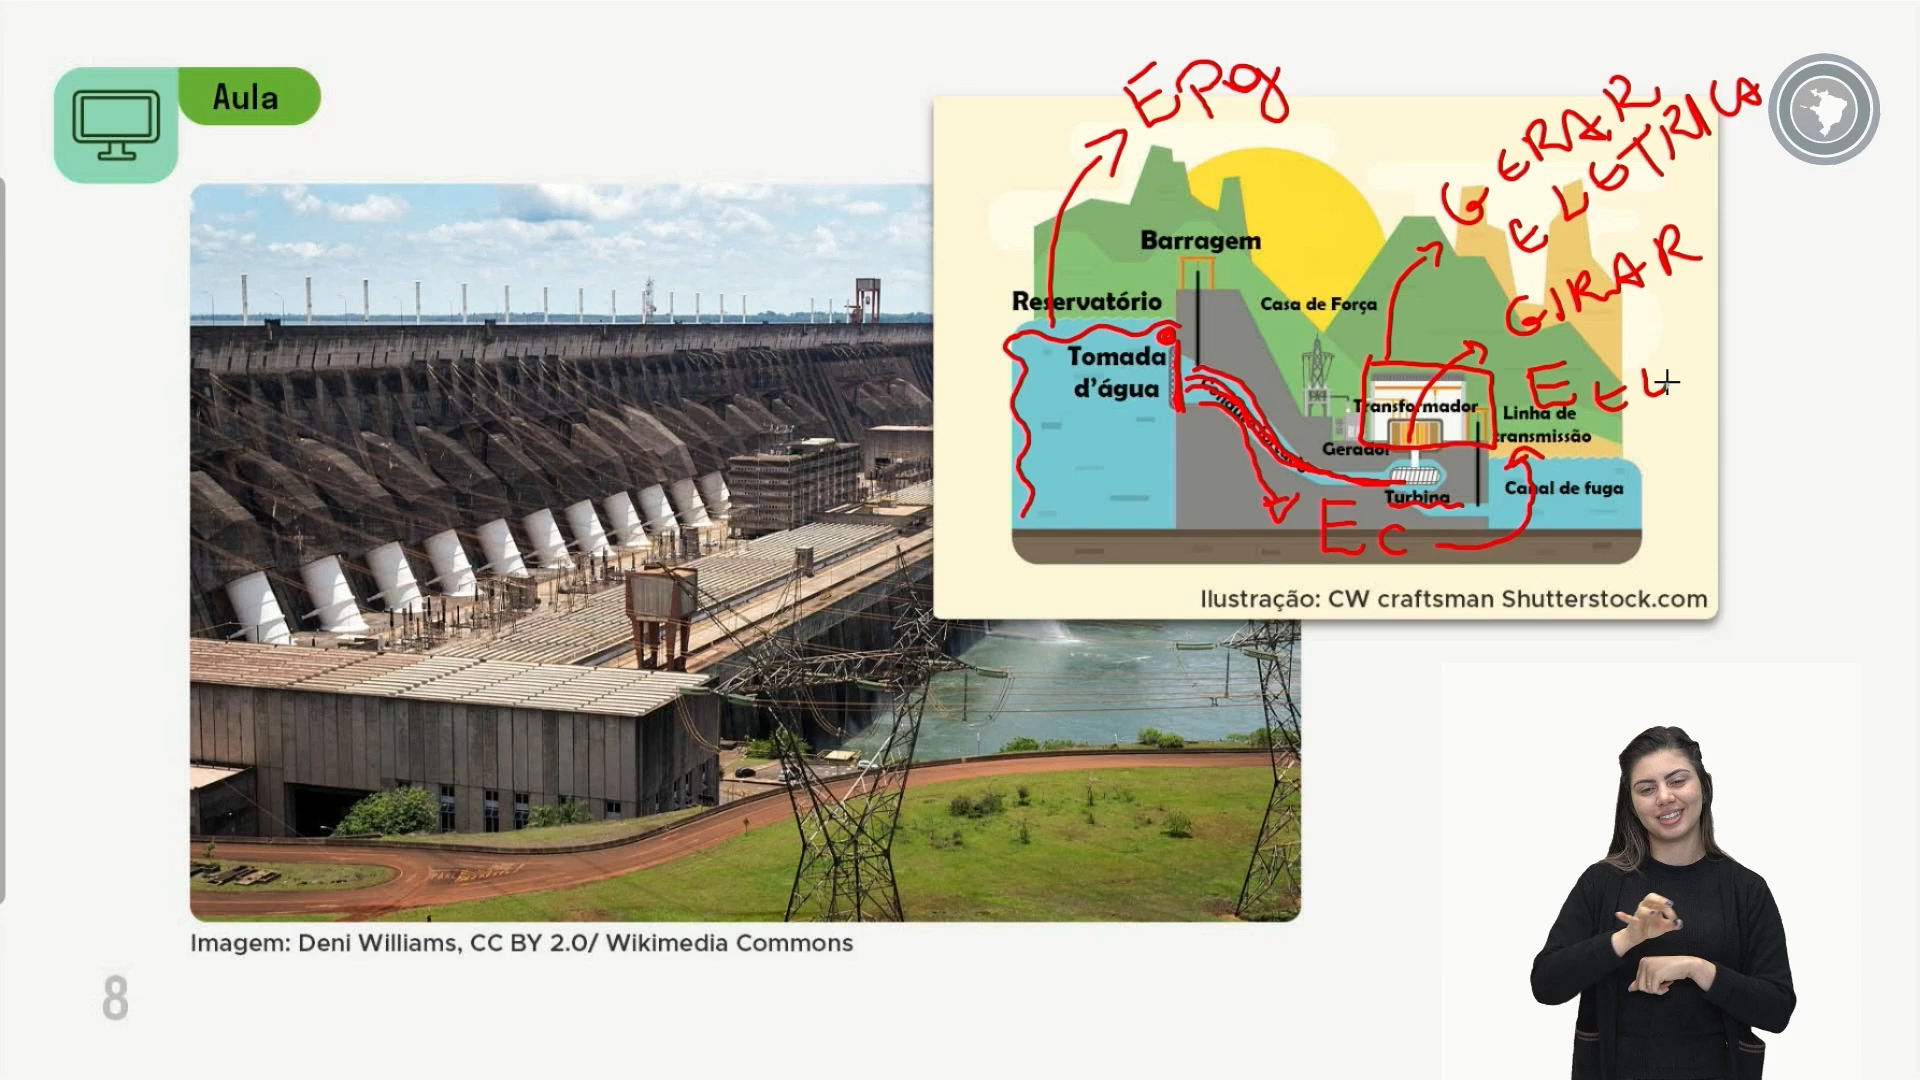 Aula
EPg
GERAR
ELETRICA
GIRAR
Barragem
Reservatório
Casa de Força
Tomada
d'água
Transformador
Linha de
transmissão
Gerador
Turbina
Canal de fuga
EC
Ilustração: CW craftsman Shutterstock.com
Imagem: Deni Williams, CC BY 2.0/ Wikimedia Commons
8